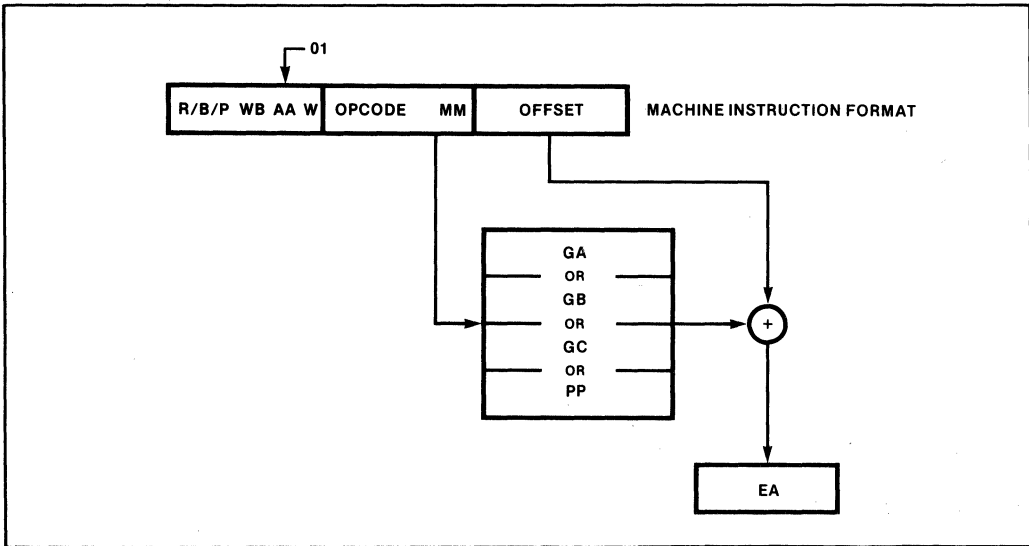 01
R/B/P WB AA W OPCODE MM OFFSET MACHINE INSTRUCTION FORMAT
GA
OR
GB
OR
+
GC
OR
PP
EA